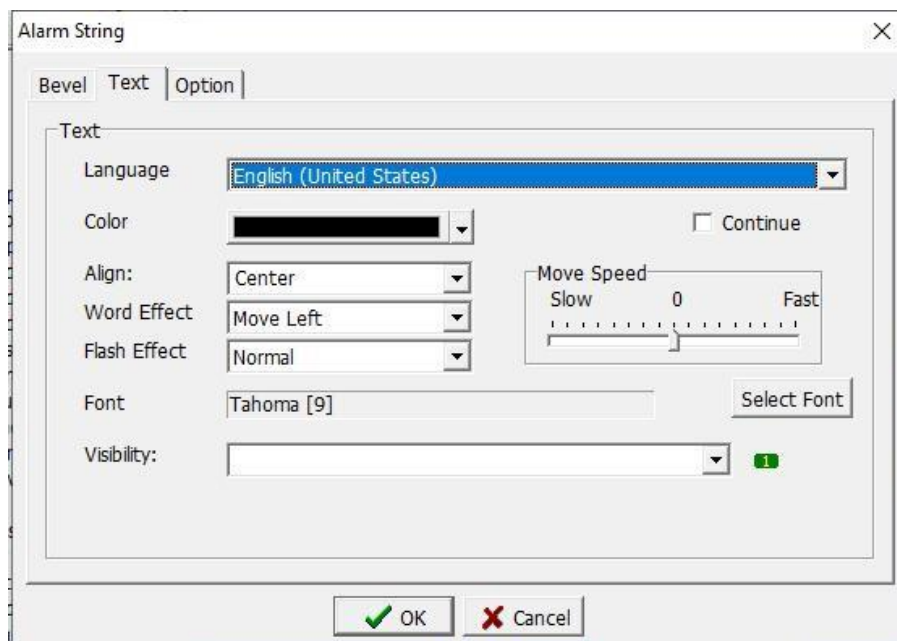 Alarm String
Bevel Text Option
Text
Language English (United States)
Color Continue
Align: Center
Move Speed
Slow 0 Fast
Word Effect Move Left
Flash Effect Normal
Font Tahoma [9] Select Font
Visibility: 1
OK Cancel